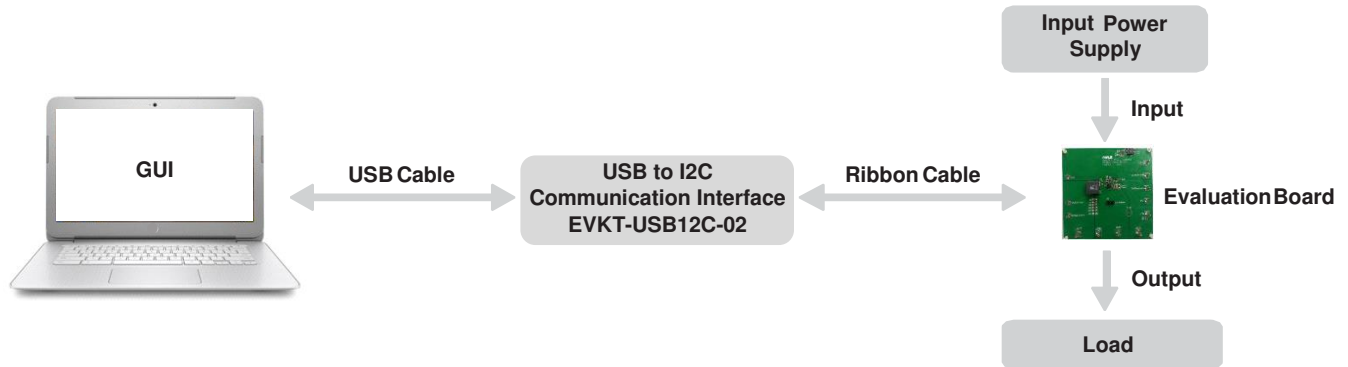 Input Power
Supply
Input
GUI
USB Cable
USB to I2C
Communication Interface
EVKT-USB12C-02
Ribbon Cable
Evaluation Board
Output
Load